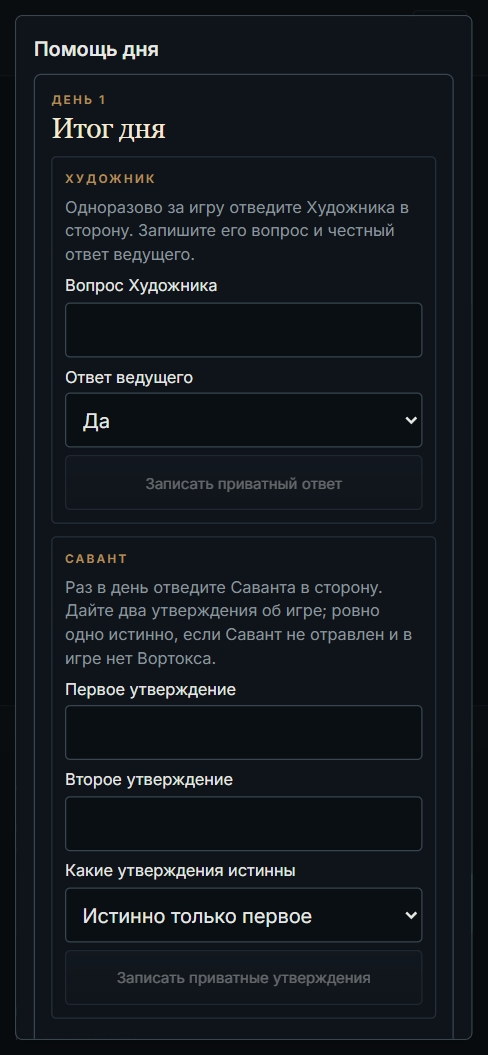 Помощь дня
ДЕНЬ 1
Итог дня
ХУДОЖНИК
Одноразово за игру отведите Художника в
сторону. Запишите его вопрос и честный
ответ ведущего.
Вопрос Художника
Ответ ведущего
Да
Записать приватный ответ
САВАНТ
Раз в день отведите Саванта в сторону.
Дайте два утверждения об игре; ровно
одно истинно, если Савант не отравлен и в
игре нет Вортокса.
Первое утверждение
Второе утверждение
Какие утверждения истинны
Истинно только первое
Записать приватные утверждения